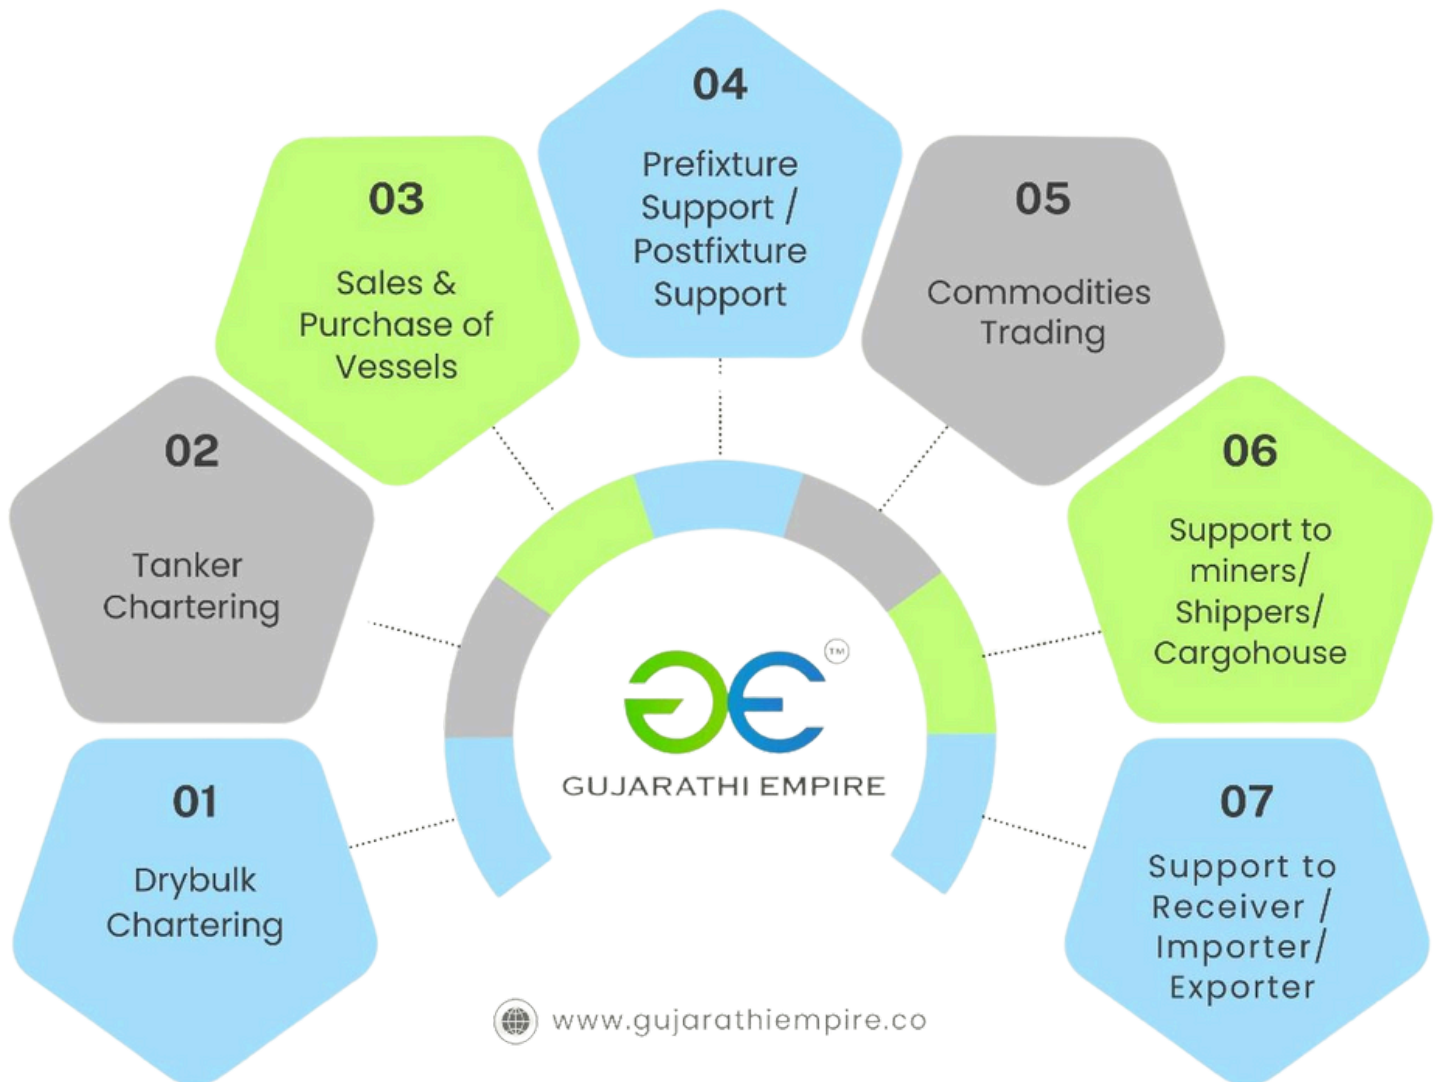 01
Drybulk
Chartering
02
Tanker
Chartering
03
Sales &
Purchase of
Vessels
04
Prefixture
Support /
Postfixture
Support
05
Commodities
Trading
06
Support to
miners/
Shippers/
Cargohouse
07
Support to
Receiver /
Importer/
Exporter
TM
GUJARATHI EMPIRE
www.gujarathiempire.co